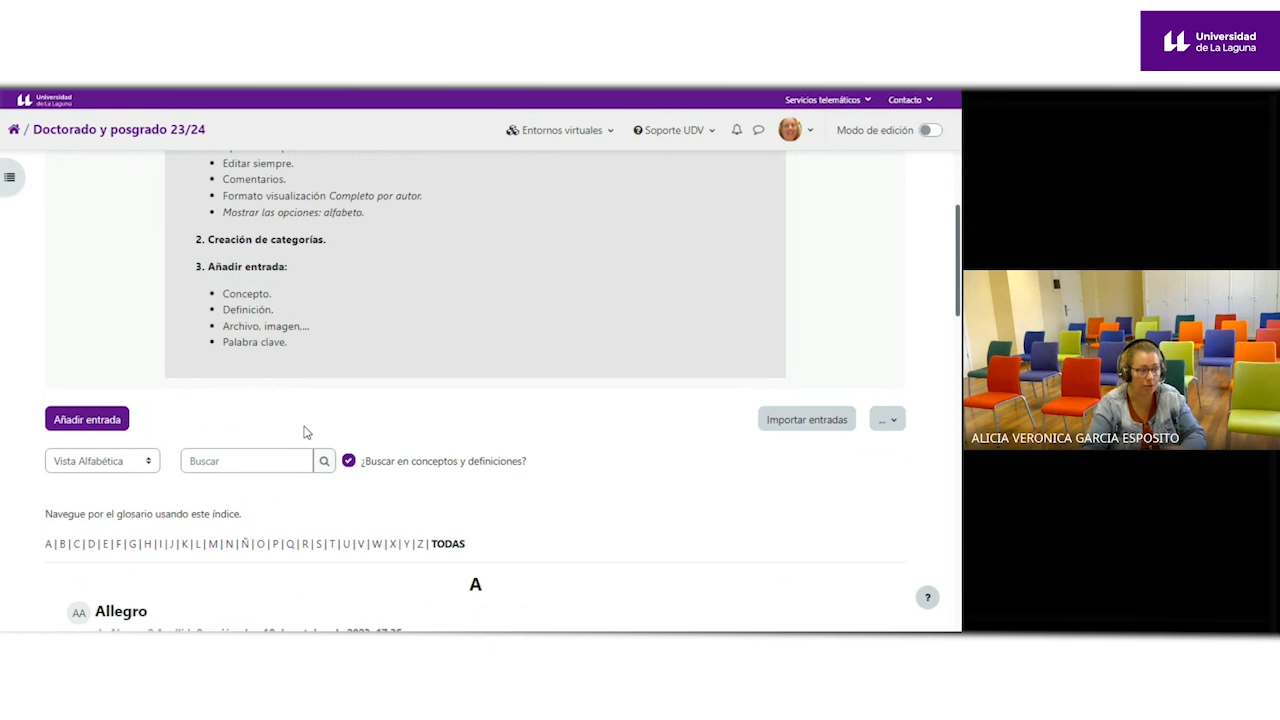 Universidad
de La Laguna
Universidad
de La Laguna
Servicios telemáticos
Contacto
/ Doctorado y posgrado 23/24
Entornos virtuales
Soporte UDV
Modo de edición
Editar siempre.
Comentarios.
Formato visualización Completo por autor.
Mostrar las opciones: alfabeto.
2. Creación de categorías.
3. Añadir entrada:
Concepto.
Definición.
Archivo, imagen,...
Palabra clave.
Añadir entrada
Importar entradas
...
Vista Alfabética
Buscar
¿Buscar en conceptos y definiciones?
Navegue por el glosario usando este índice.
A | B | C | D | E | F | G | H | I | J | K | L | M | N | Ñ | O | P | Q | R | S | T | U | V | W | X | Y | Z | TODAS
A
AA Allegro
?
ALICIA VERONICA GARCIA ESPOSITO